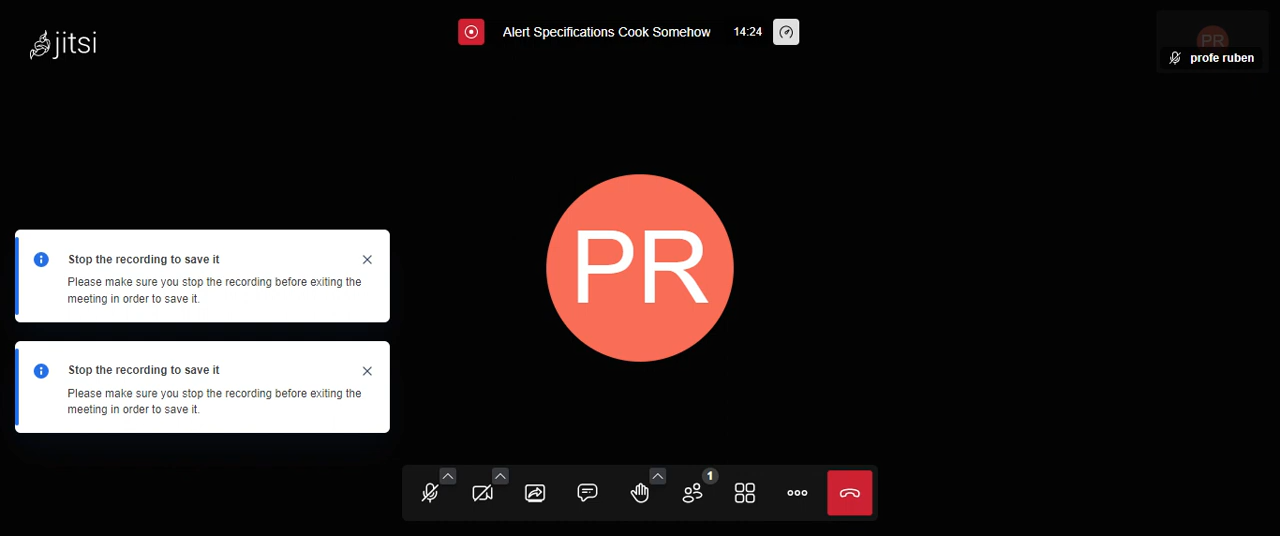 jitsi
Alert Specifications Cook Somehow 14:24
PR
profe ruben
PR
Stop the recording to save it
Please make sure you stop the recording before exiting the
meeting in order to save it.
Stop the recording to save it
Please make sure you stop the recording before exiting the
meeting in order to save it.
1